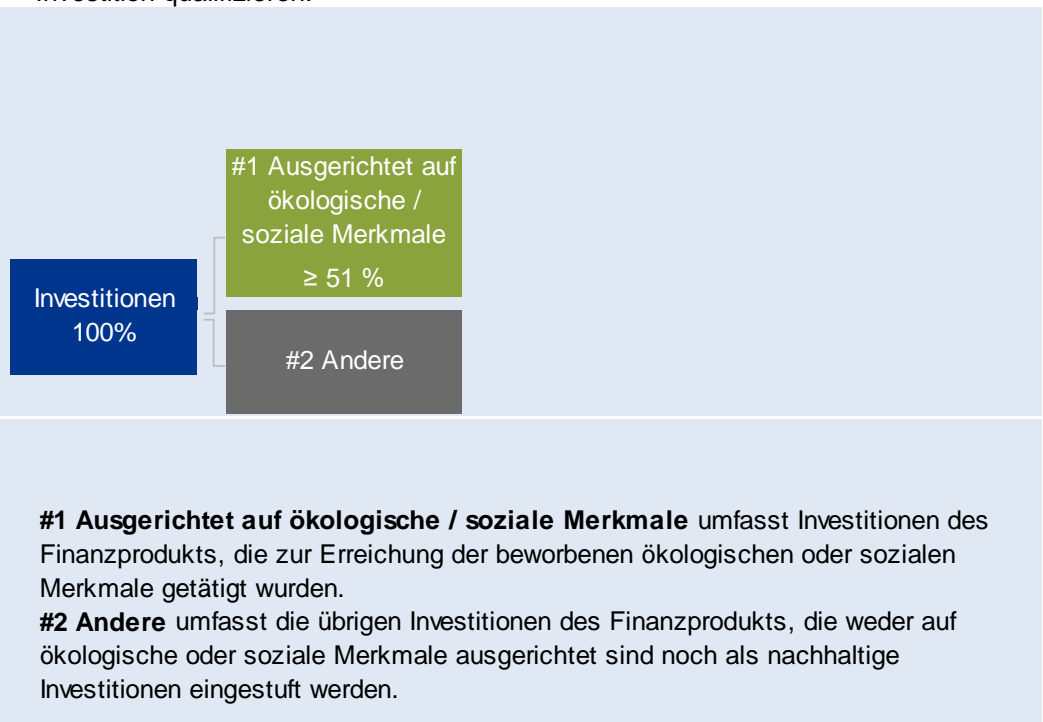 Investition qualifizieren.
#1 Ausgerichtet auf
ökologische /
soziale Merkmale
≥ 51 %
Investitionen
100%
#2 Andere
#1 Ausgerichtet auf ökologische / soziale Merkmale umfasst Investitionen des
Finanzprodukts, die zur Erreichung der beworbenen ökologischen oder sozialen
Merkmale getätigt wurden.
#2 Andere umfasst die übrigen Investitionen des Finanzprodukts, die weder auf
ökologische oder soziale Merkmale ausgerichtet sind noch als nachhaltige
Investitionen eingestuft werden.